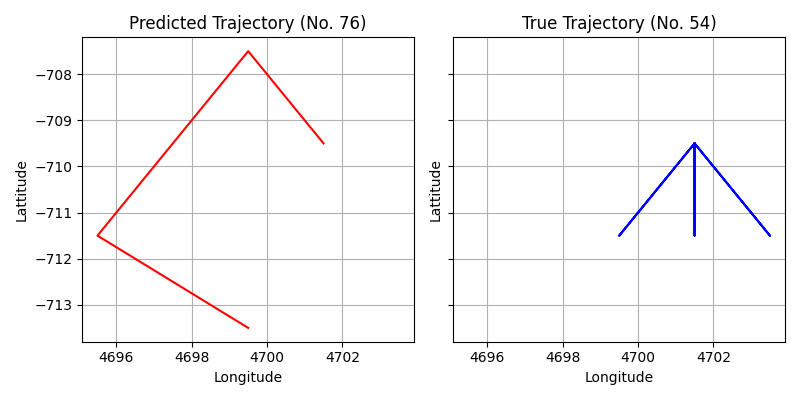 Predicted Trajectory (No. 76)
True Trajectory (No. 54)
Lattitude
−708
−709
−710
−711
−712
−713
4696 4698 4700 4702
Longitude
Lattitude
4696 4698 4700 4702
Longitude